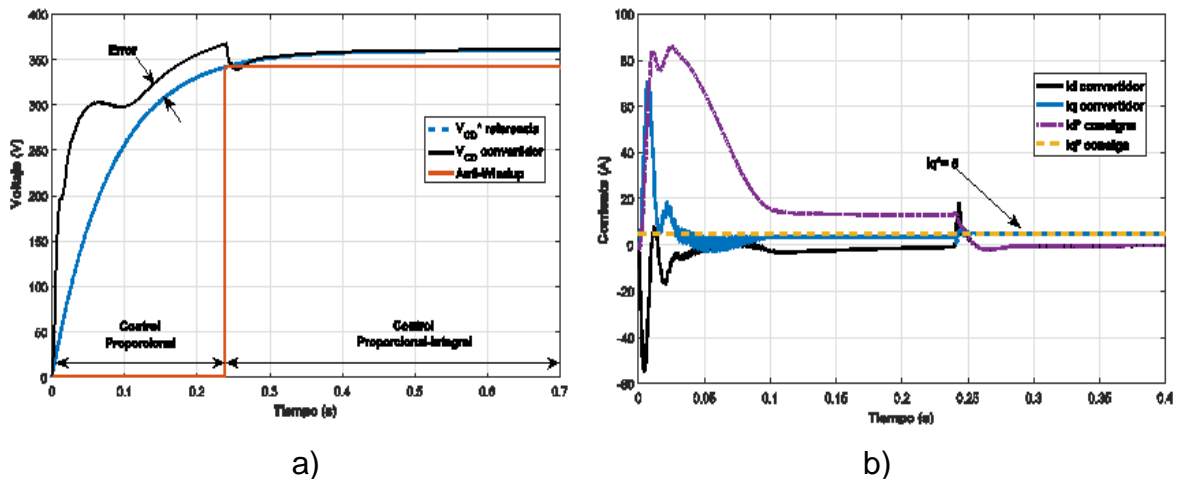 400
350
300
250
200
150
100
50
0
Voltaje (V)
Error
V_CD* referencia
V_CD convertidor
Anti-Windup
Control
Proporcional
Control
Proporcional-Integral
0
0.1
0.2
0.3
0.4
0.5
0.6
0.7
Tiempo (s)
a)
100
80
60
40
20
0
-20
-40
-60
Corriente (A)
Id convertidor
Iq convertidor
Id* consigna
Iq* consiga
Iq*= 5
0
0.05
0.1
0.15
0.2
0.25
0.3
0.35
0.4
Tiempo (s)
b)